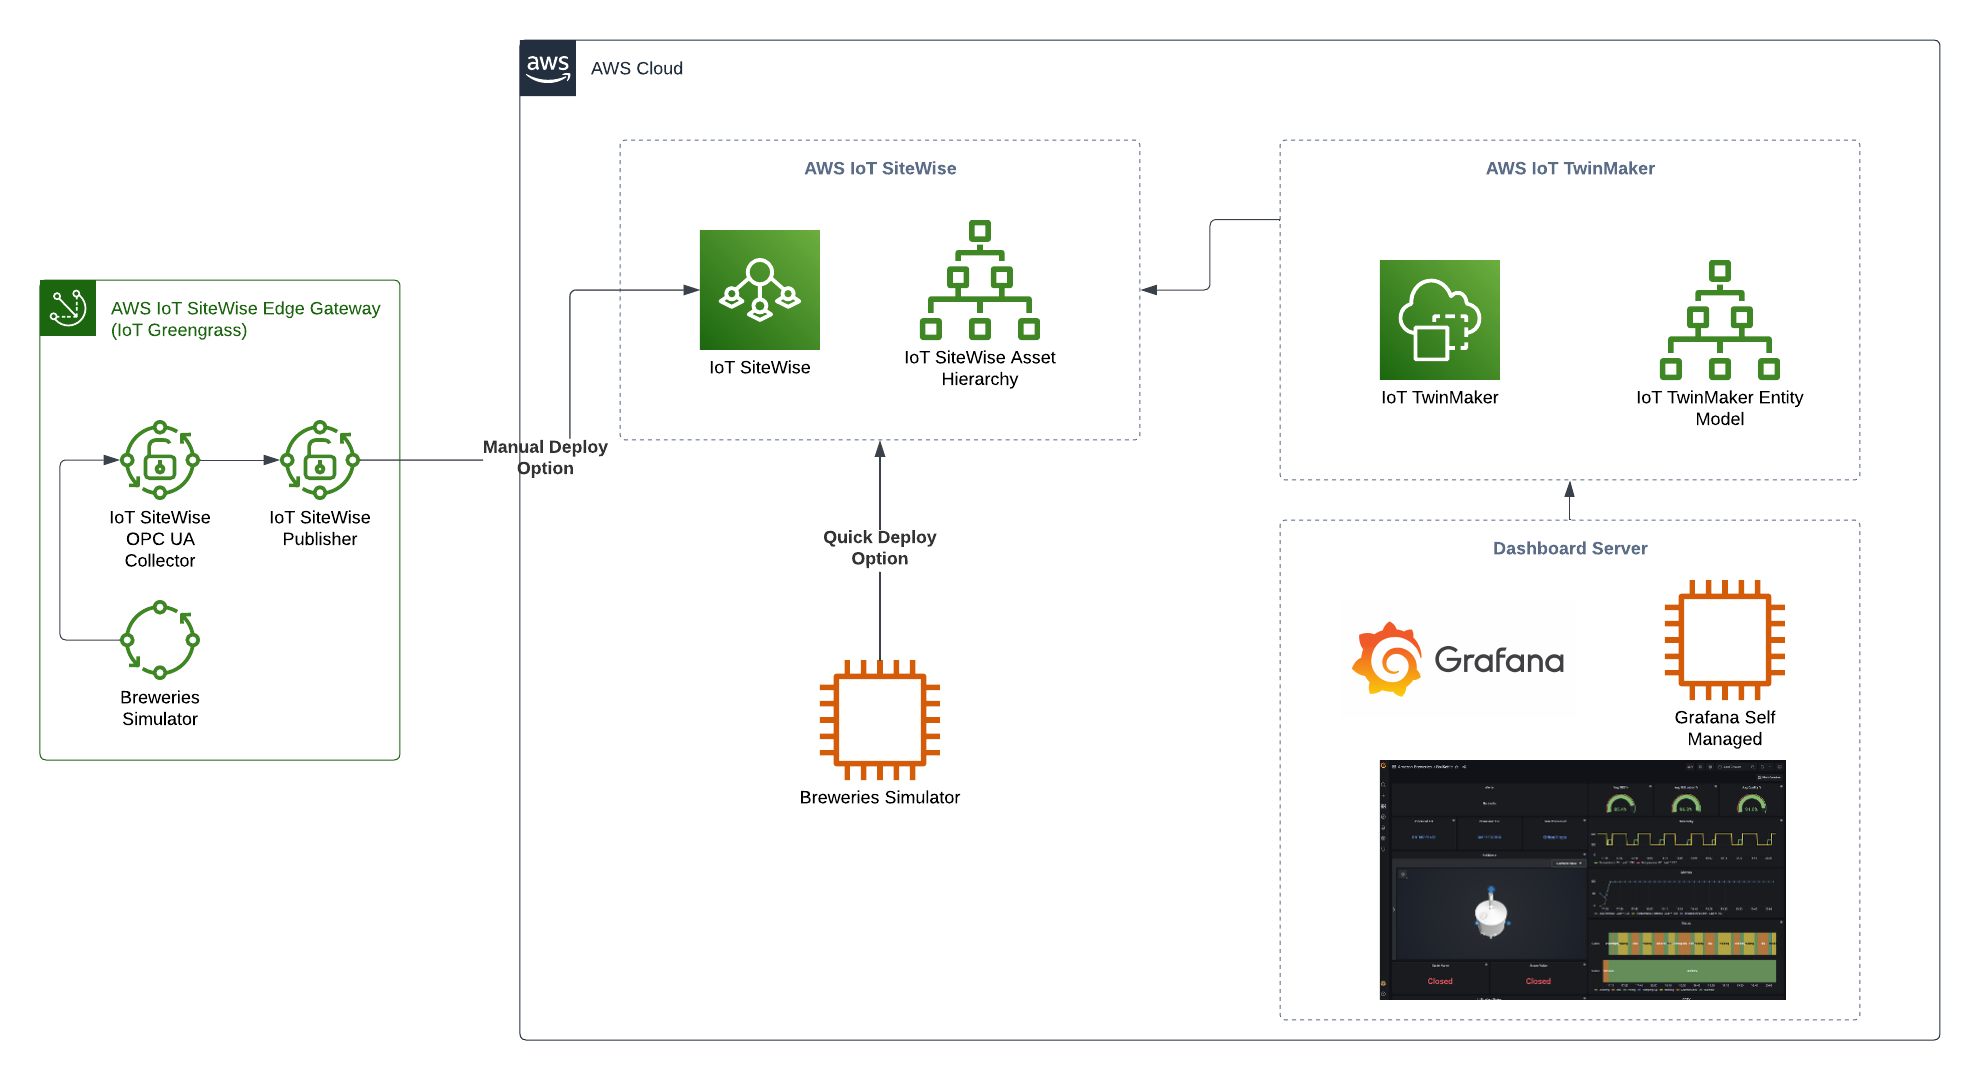 aws
AWS Cloud
AWS IoT SiteWise
IoT SiteWise
IoT SiteWise Asset
Hierarchy
AWS IoT TwinMaker
IoT TwinMaker
IoT TwinMaker Entity
Model
AWS IoT SiteWise Edge Gateway
(IoT Greengrass)
IoT SiteWise
OPC UA
Collector
IoT SiteWise
Publisher
Breweries
Simulator
Manual Deploy
Option
Quick Deploy
Option
Breweries Simulator
Dashboard Server
Grafana
Grafana Self
Managed
Closed
Closed